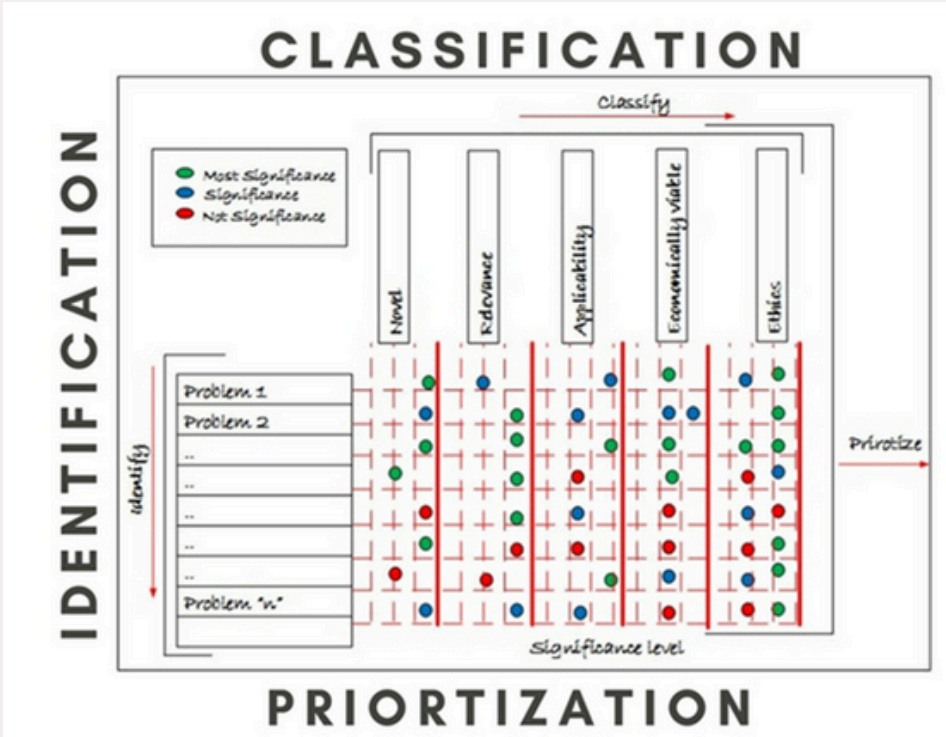 CLASSIFICATION
IDENTIFICATION
Classify
Most Significance
Significance
Not Significance
Novel
Relevance
Applicability
Economically viable
Ethics
Identify
Problem 1
Problem 2
..
..
..
..
..
Problem "n"
Prirotize
Significance level
PRIORTIZATION